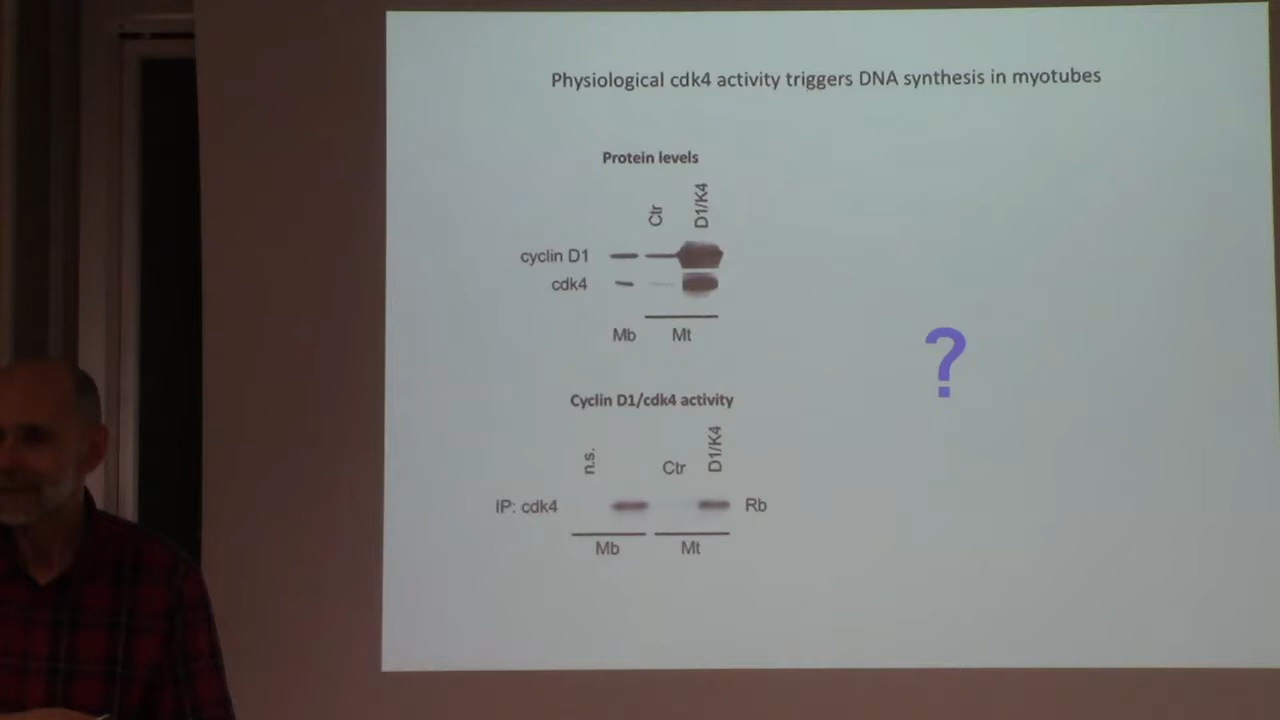 Physiological cdk4 activity triggers DNA synthesis in myotubes
Protein levels
Ctr
D1/K4
cyclin D1
cdk4
Mb
Mt
?
Cyclin D1/cdk4 activity
n.s.
Ctr
D1/K4
IP: cdk4
Rb
Mb
Mt